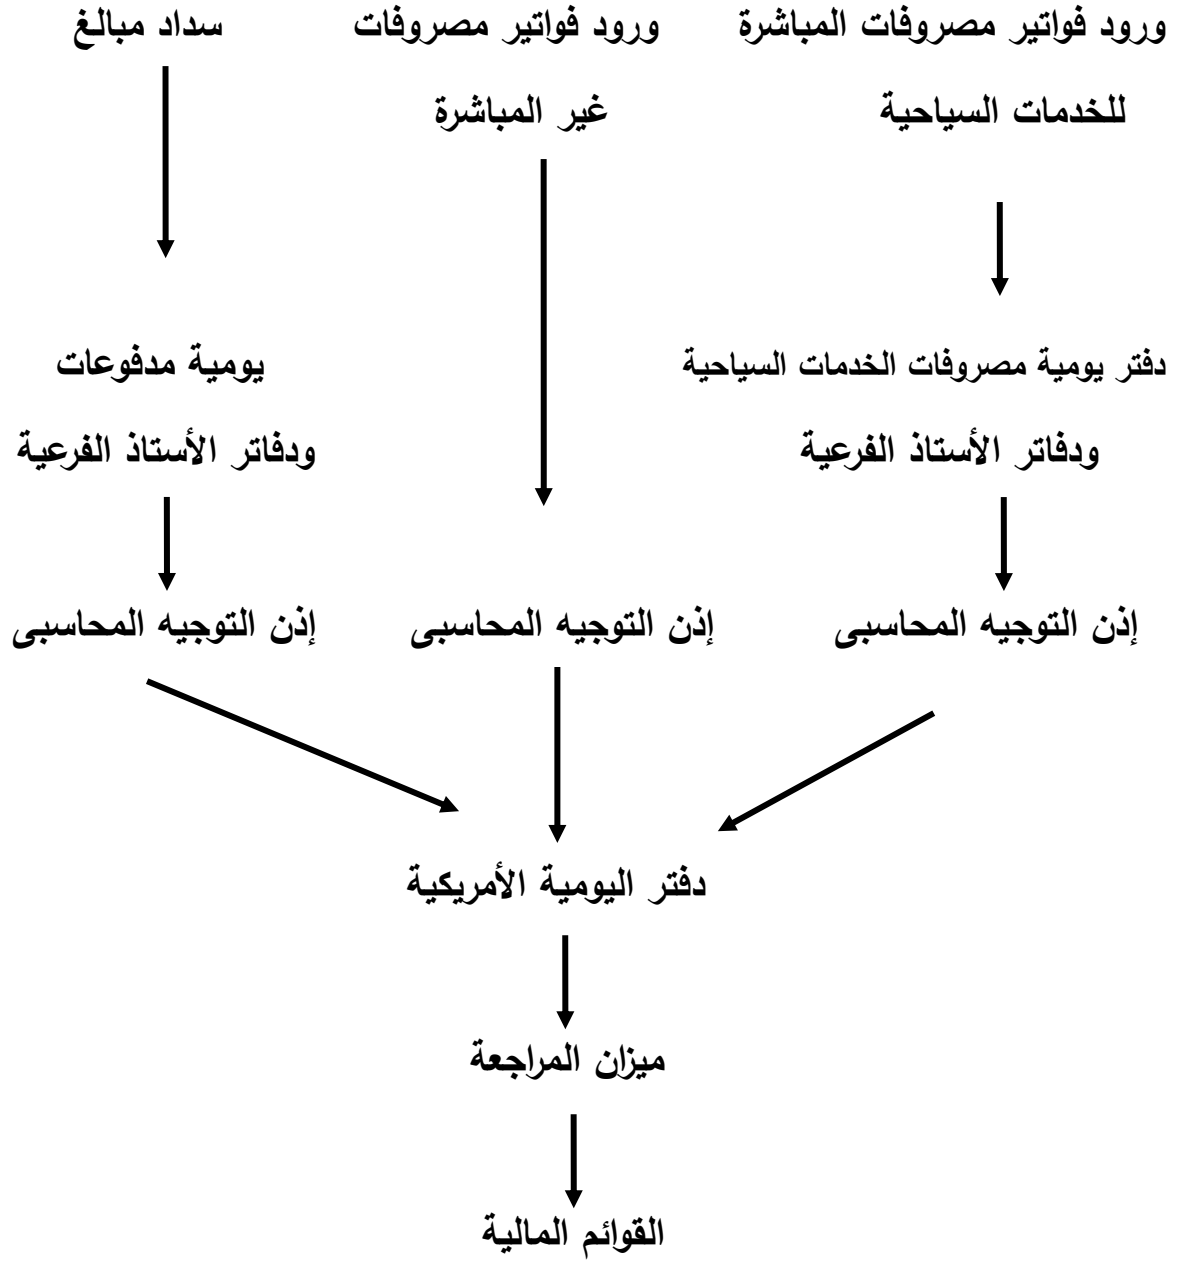 ورود فواتير مصروفات المباشرة
للخدمات السياحية
ورود فواتير مصروفات
غير المباشرة
سداد مبالغ
دفتر يومية مصروفات الخدمات السياحية
ودفاتر الأستاذ الفرعية
يومية مدفوعات
ودفاتر الأستاذ الفرعية
إذن التوجيه المحاسبى
إذن التوجيه المحاسبى
إذن التوجيه المحاسبى
دفتر اليومية الأمريكية
ميزان المراجعة
القوائم المالية